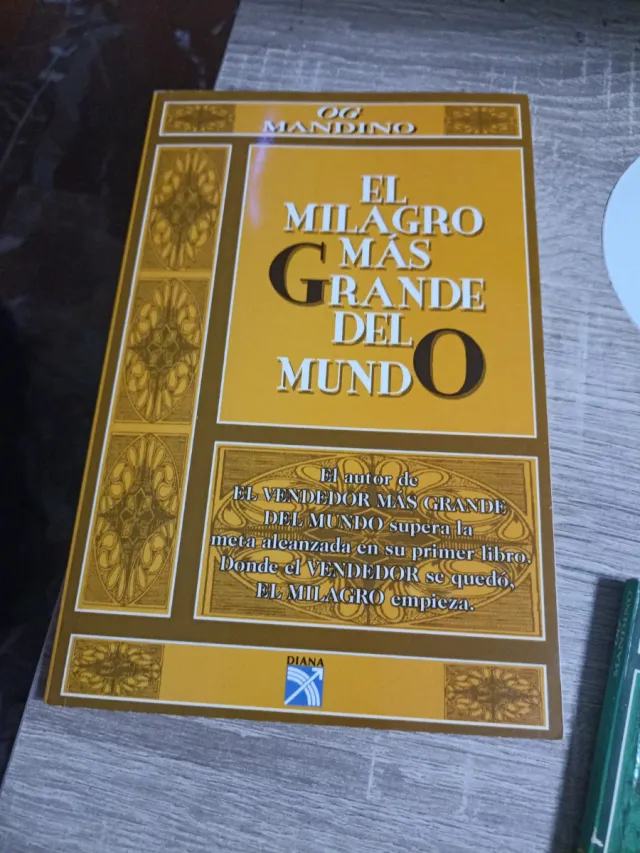 OG
MANDINO
EL
MILAGRO
MÁS
GRANDE
DEL
MUNDO
El autor de
EL VENDEDOR MÁS GRANDE
DEL MUNDO supera la
meta alcanzada en su primer libro.
Donde el VENDEDOR se quedó,
EL MILAGRO empieza.
DIANA
MANDINO